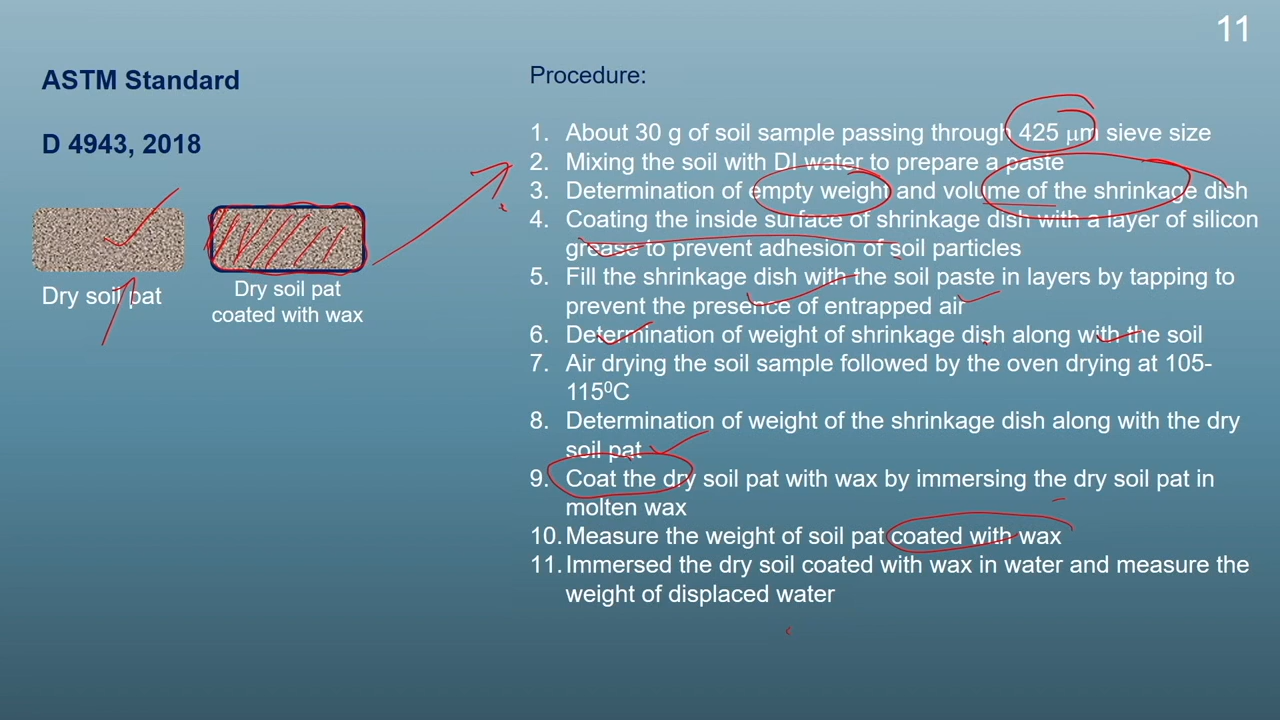 11
ASTM Standard
D 4943, 2018
Dry soil pat
Dry soil pat
coated with wax
Procedure:
1. About 30 g of soil sample passing through 425 μm sieve size
2. Mixing the soil with DI water to prepare a paste
3. Determination of empty weight and volume of the shrinkage dish
4. Coating the inside surface of shrinkage dish with a layer of silicon
grease to prevent adhesion of soil particles
5. Fill the shrinkage dish with the soil paste in layers by tapping to
prevent the presence of entrapped air
6. Determination of weight of shrinkage dish along with the soil
7. Air drying the soil sample followed by the oven drying at 105-
115⁰C
8. Determination of weight of the shrinkage dish along with the dry
soil pat
9. Coat the dry soil pat with wax by immersing the dry soil pat in
molten wax
10. Measure the weight of soil pat coated with wax
11. Immersed the dry soil coated with wax in water and measure the
weight of displaced water